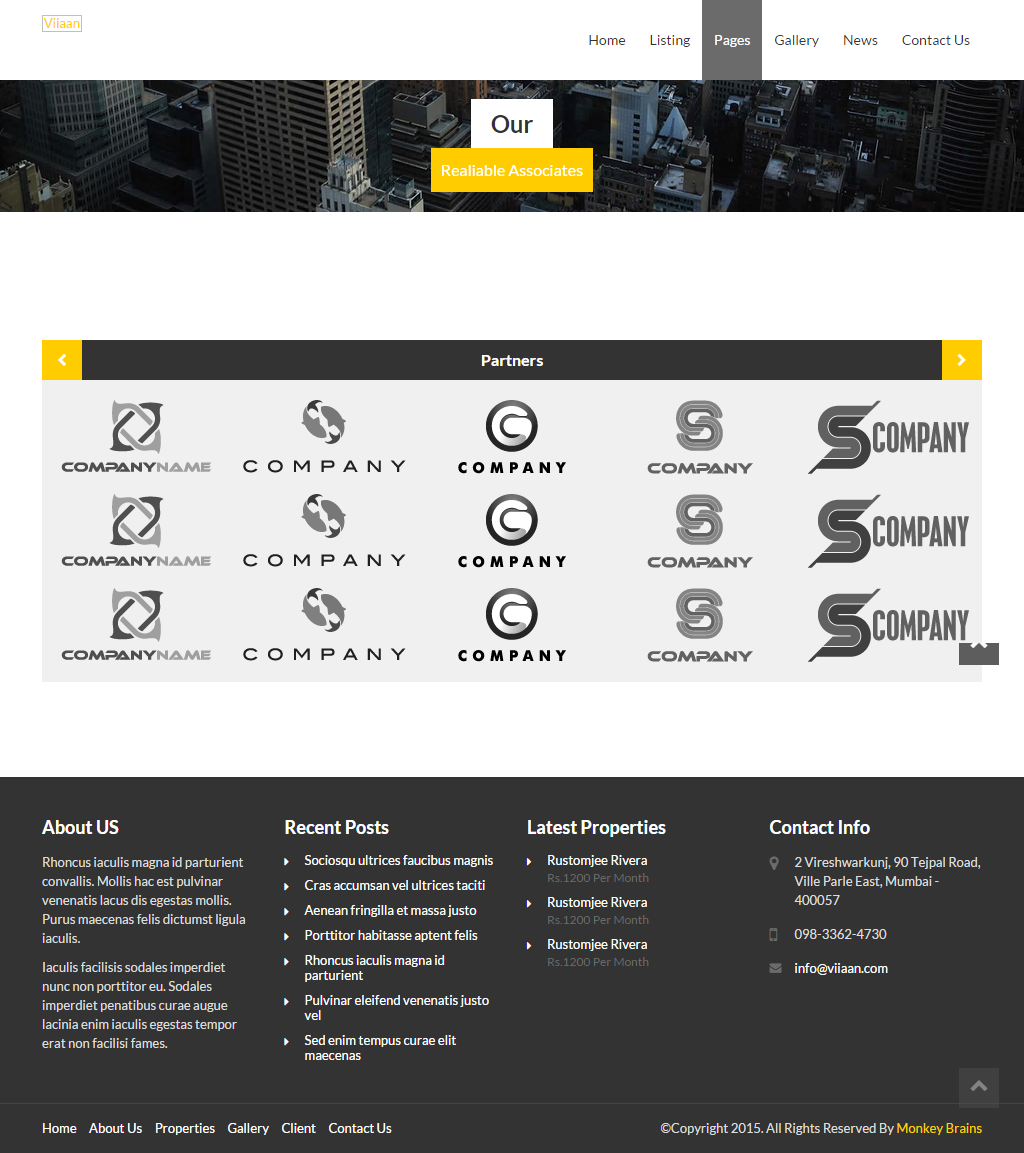 Viiaan
Home Listing Pages Gallery News Contact Us
Our
Realiable Associates
Partners
COMPANYNAME COMPANY COMPANY COMPANY COMPANY
COMPANYNAME COMPANY COMPANY COMPANY COMPANY
COMPANYNAME COMPANY COMPANY COMPANY COMPANY
About US
Rhoncus iaculis magna id parturient
convallis. Mollis hac est pulvinar
venenatis lacus dis egestas mollis.
Purus maecenas felis dictumst ligula
iaculis.
Iaculis facilisis sodales imperdiet
nunc non porttitor eu. Sodales
imperdiet penatibus curae augue
lacinia enim iaculis egestas tempor
erat non facilisi fames.
Recent Posts
Sociosqu ultrices faucibus magnis
Cras accumsan vel ultrices taciti
Aenean fringilla et massa justo
Porttitor habitasse aptent felis
Rhoncus iaculis magna id
parturient
Pulvinar eleifend venenatis justo
vel
Sed enim tempus curae elit
maecenas
Latest Properties
Rustomjee Rivera
Rs.1200 Per Month
Rustomjee Rivera
Rs.1200 Per Month
Rustomjee Rivera
Rs.1200 Per Month
Contact Info
2 Vireshwarkunj, 90 Tejpal Road,
Ville Parle East, Mumbai -
400057
098-3362-4730
info@viiaan.com
Home About Us Properties Gallery Client Contact Us
©Copyright 2015. All Rights Reserved By Monkey Brains